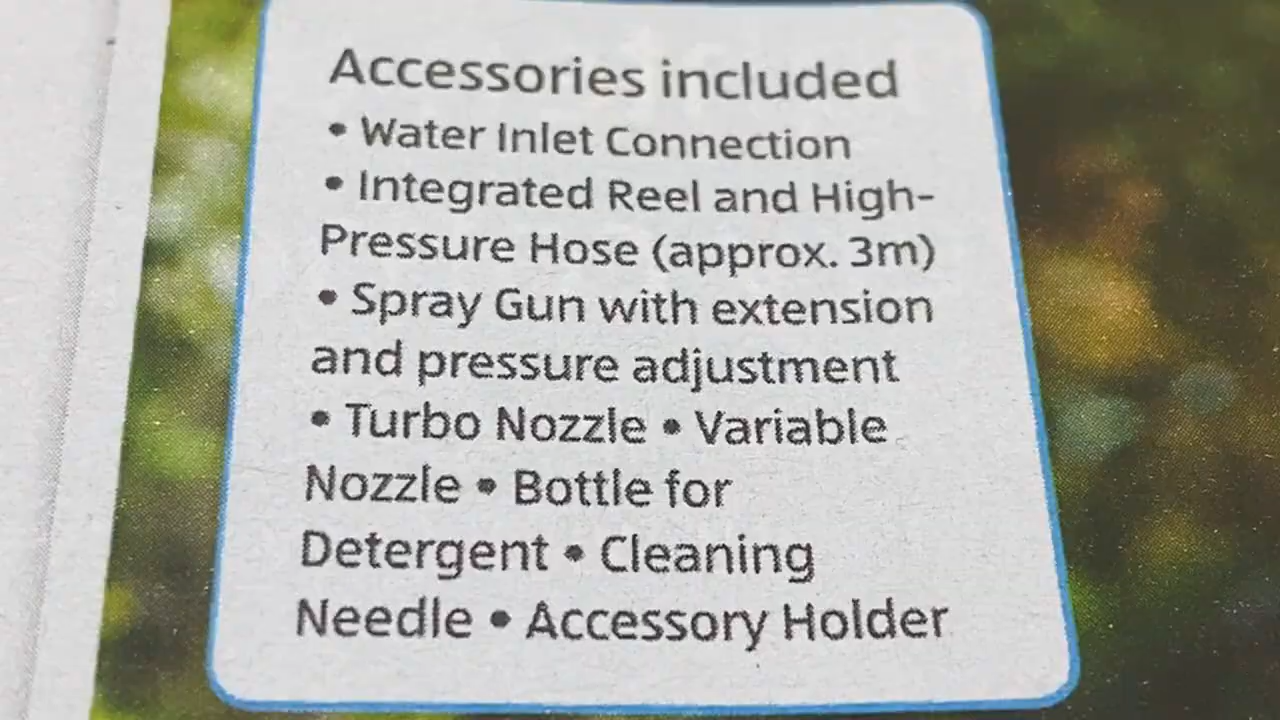 Accessories included
• Water Inlet Connection
• Integrated Reel and High-
Pressure Hose (approx. 3m)
• Spray Gun with extension
and pressure adjustment
• Turbo Nozzle • Variable
Nozzle • Bottle for
Detergent • Cleaning
Needle • Accessory Holder